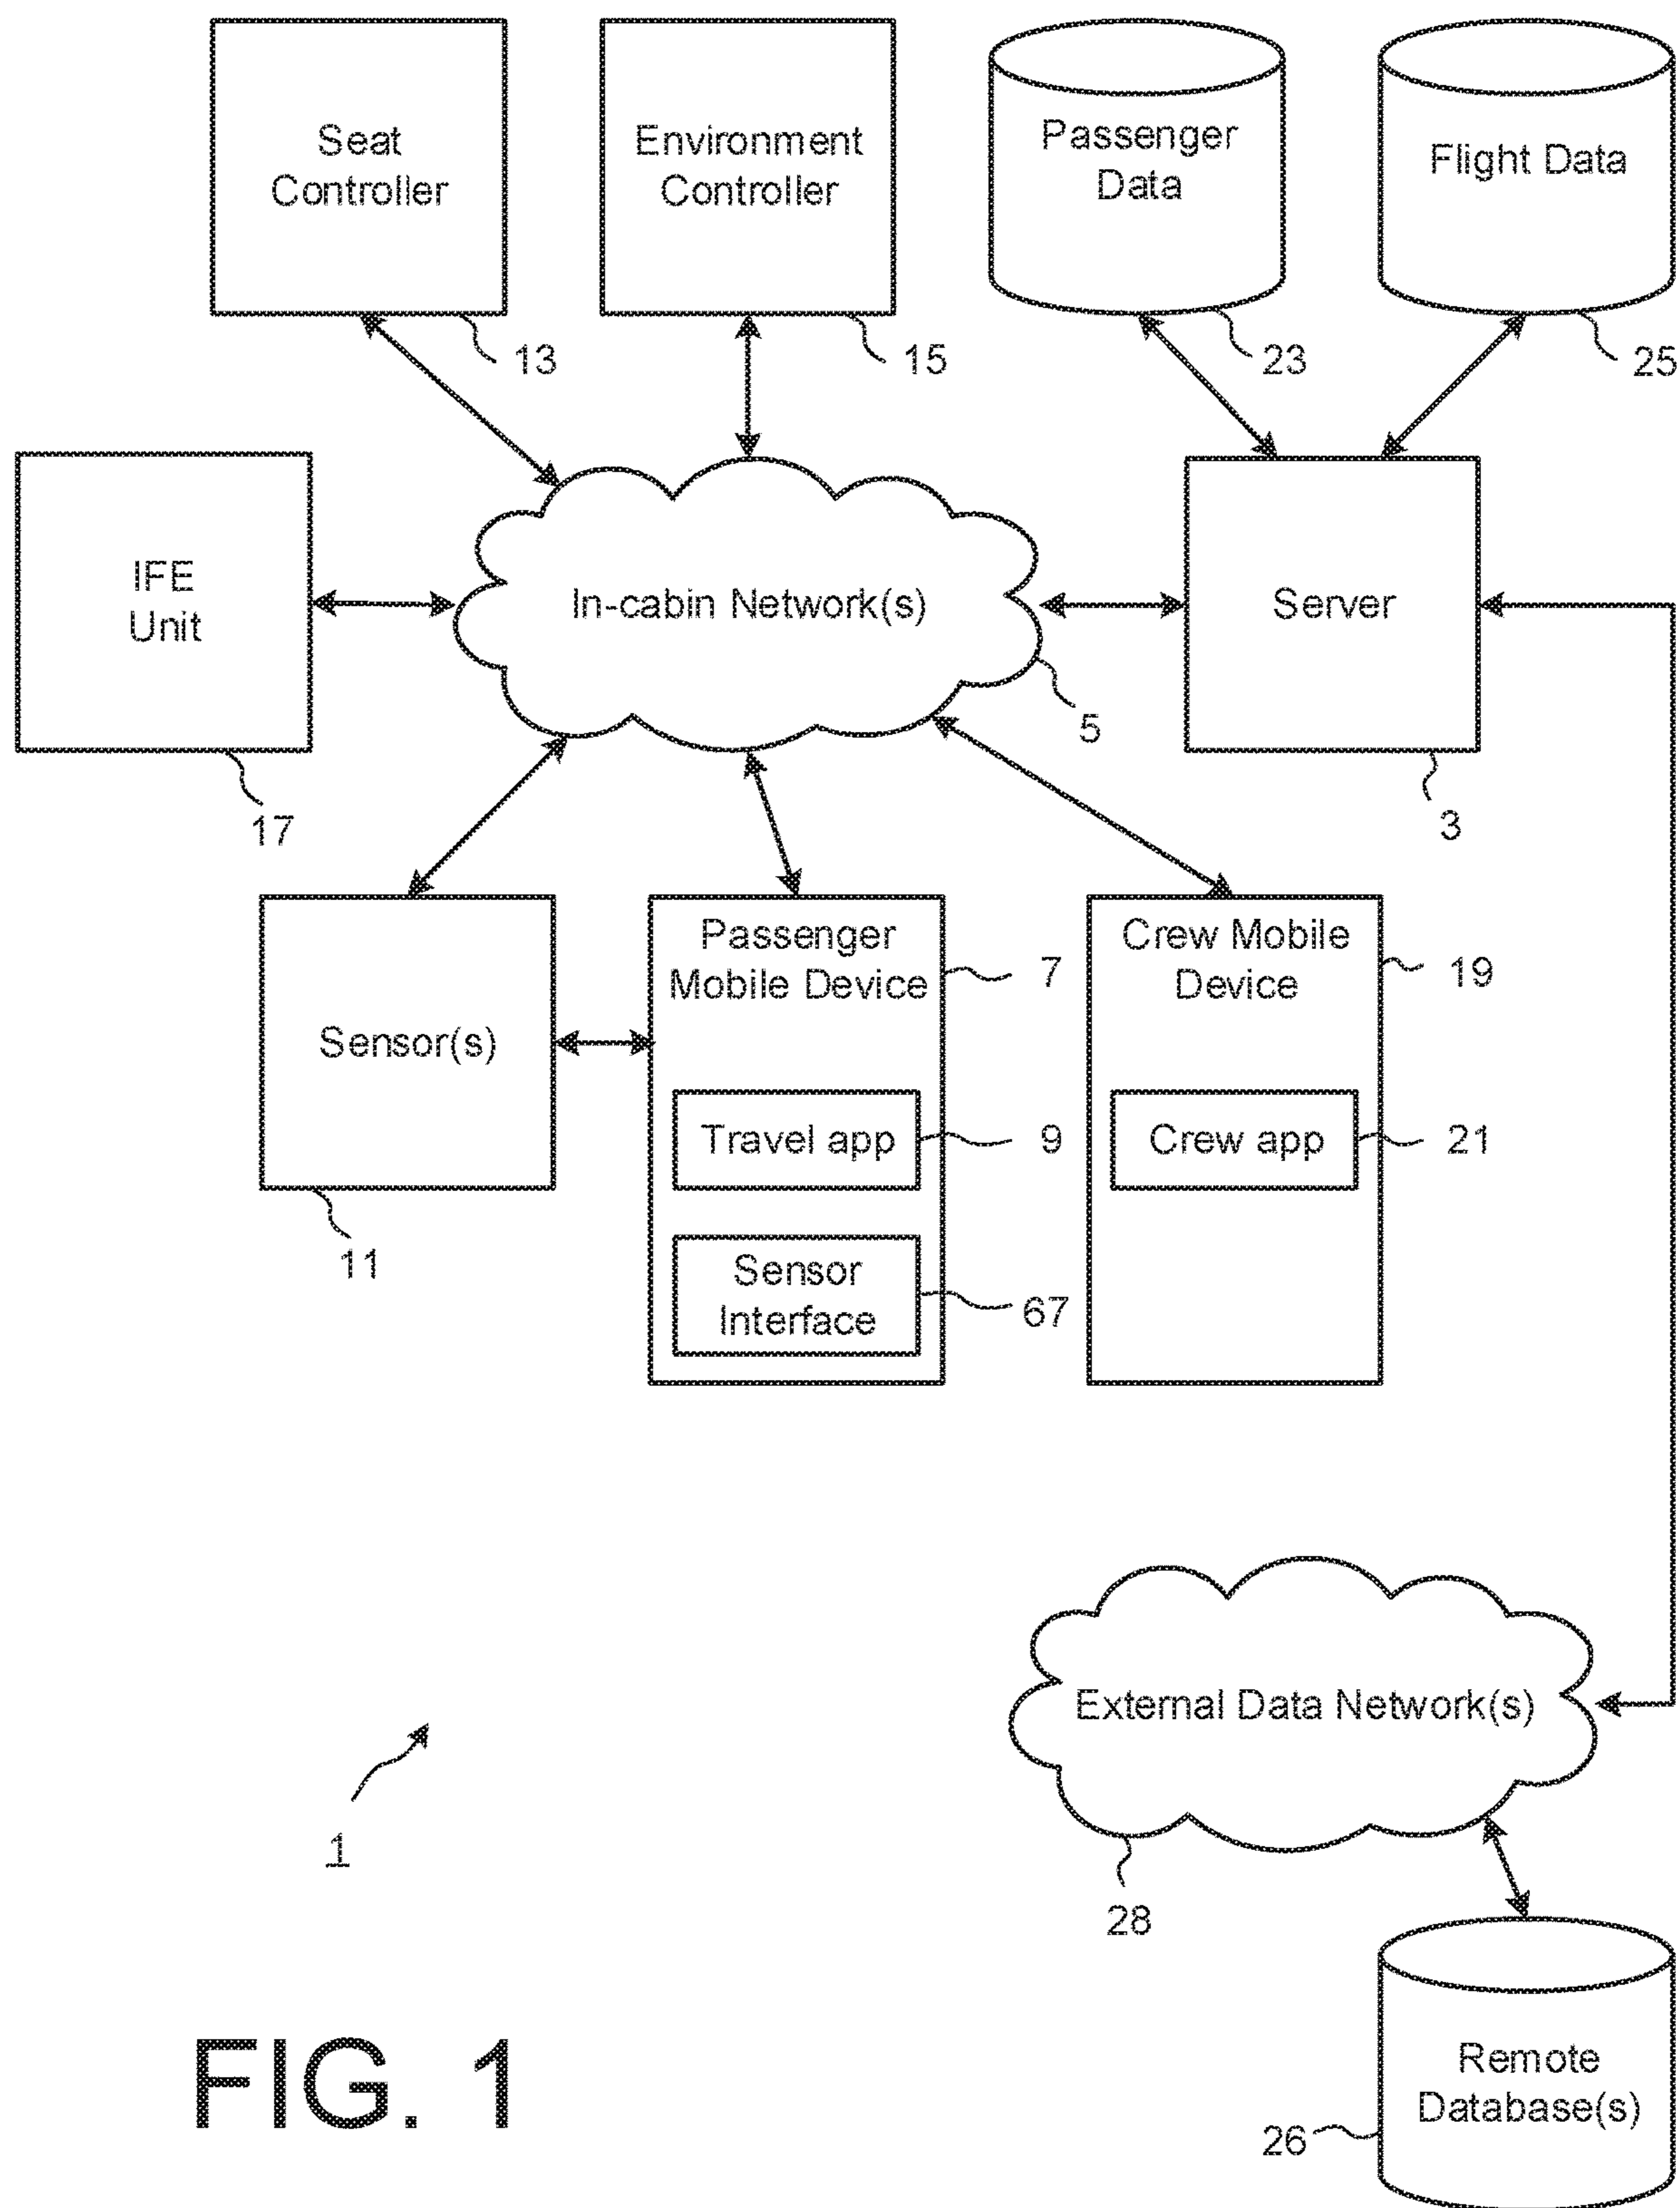 Seat
Controller
Environment
Controller
Passenger
Data
Flight Data
13
15
23
25
IFE
Unit
In-cabin Network(s)
Server
5
17
3
Passenger
Mobile Device
7
Crew Mobile
Device
19
Sensor(s)
Travel app
9
Crew app
21
11
Sensor
Interface
67
External Data Network(s)
1
28
Remote
Database(s)
26
FIG. 1